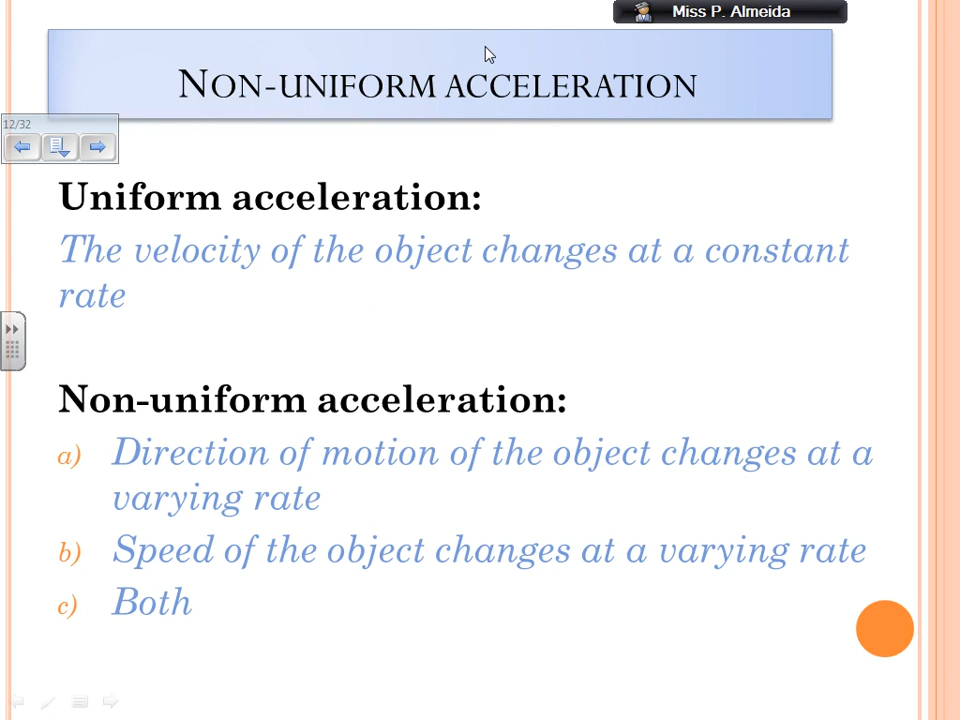 Miss P. Almeida
NON-UNIFORM ACCELERATION
12/32
Uniform acceleration:
The velocity of the object changes at a constant
rate
Non-uniform acceleration:
a) Direction of motion of the object changes at a
varying rate
b) Speed of the object changes at a varying rate
c) Both